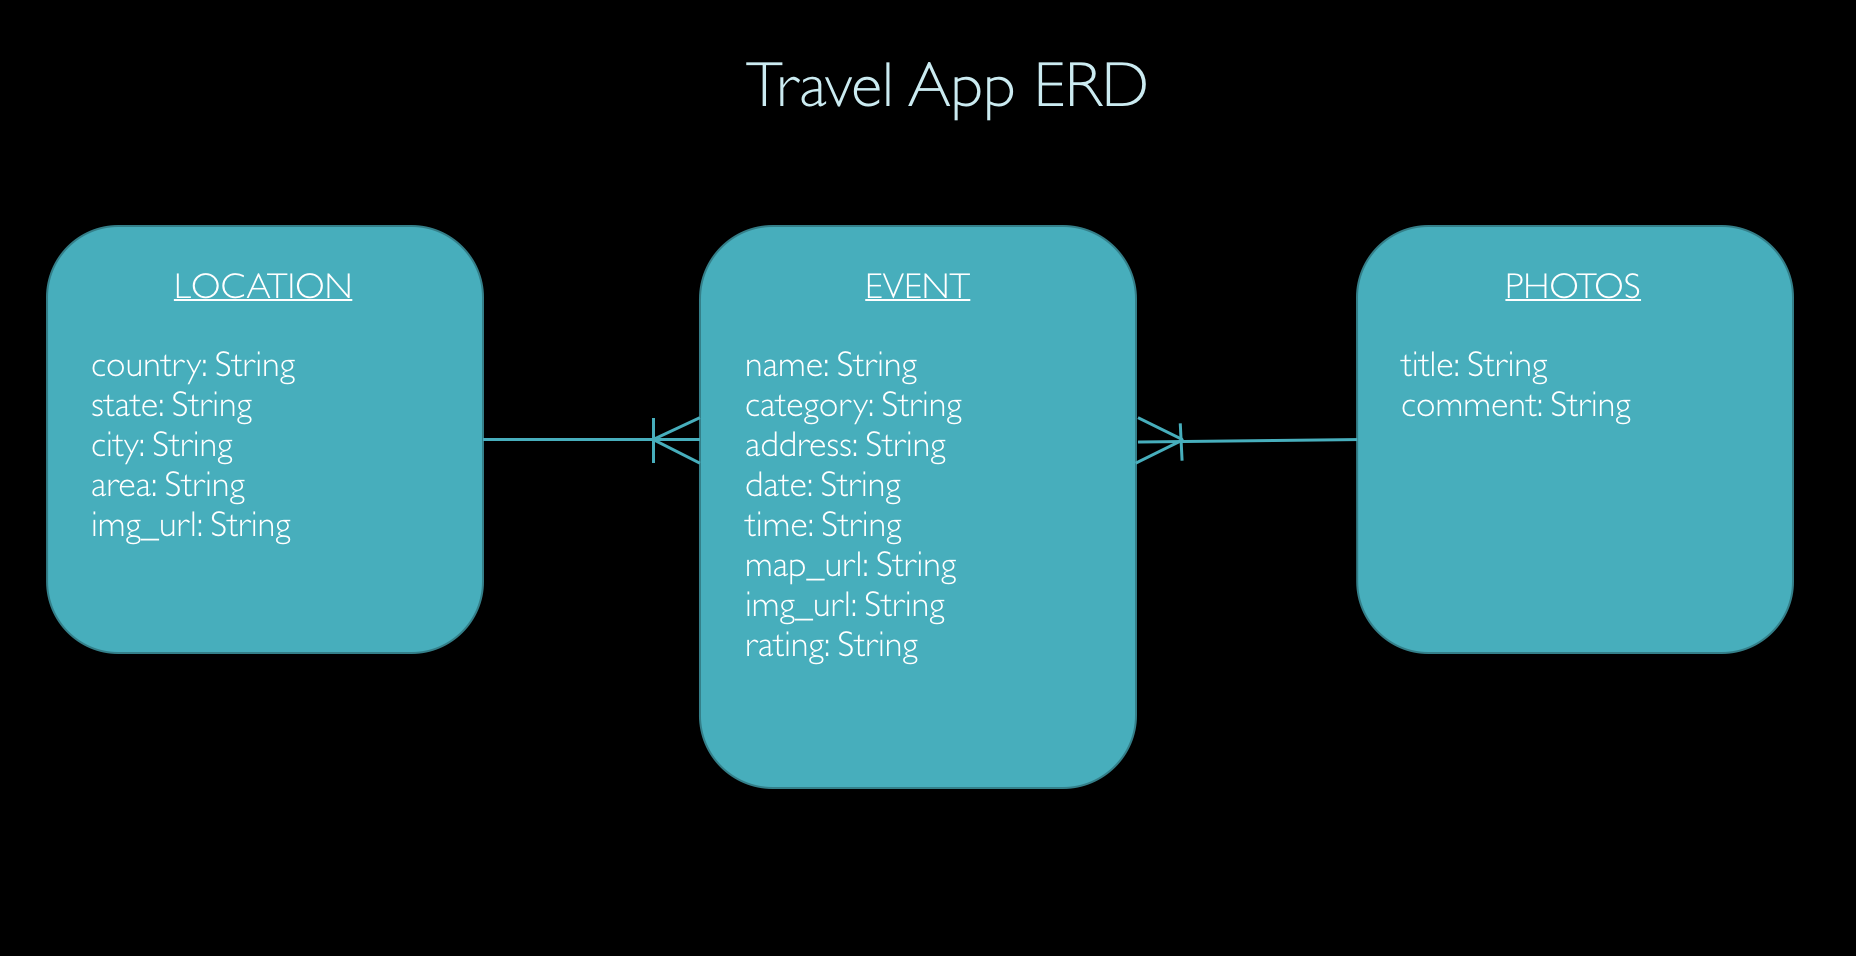 Travel App ERD
LOCATION
country: String
state: String
city: String
area: String
img_url: String
EVENT
name: String
category: String
address: String
date: String
time: String
map_url: String
img_url: String
rating: String
PHOTOS
title: String
comment: String